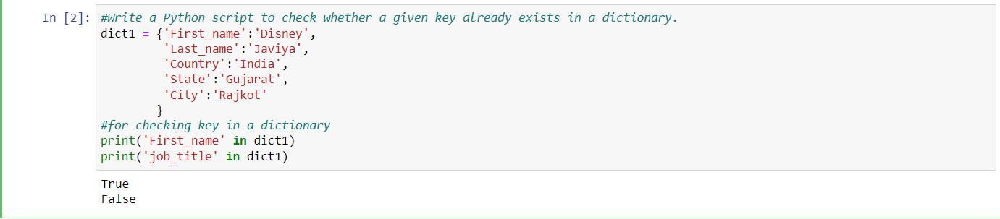 In [2]: #Write a Python script to check whether a given key already exists in a dictionary.
dict1 = {'First_name':'Disney',
         'Last_name':'Javiya',
         'Country':'India',
         'State':'Gujarat',
         'City':'Rajkot'
        }
#for checking key in a dictionary
print('First_name' in dict1)
print('job_title' in dict1)
True
False